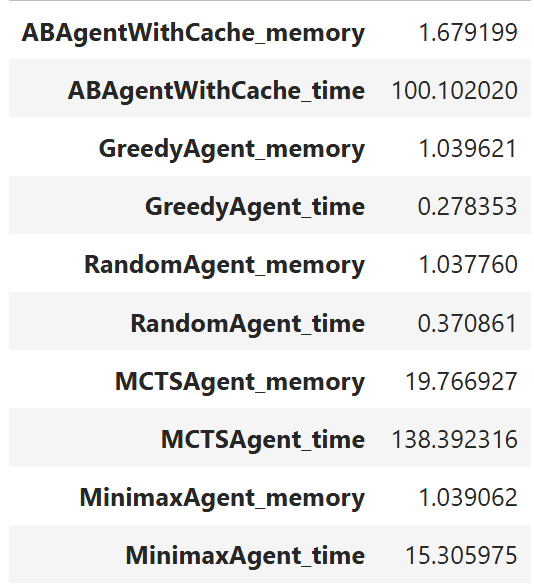 ABAgentWithCache_memory 1.679199
ABAgentWithCache_time 100.102020
GreedyAgent_memory 1.039621
GreedyAgent_time 0.278353
RandomAgent_memory 1.037760
RandomAgent_time 0.370861
MCTSAgent_memory 19.766927
MCTSAgent_time 138.392316
MinimaxAgent_memory 1.039062
MinimaxAgent_time 15.305975